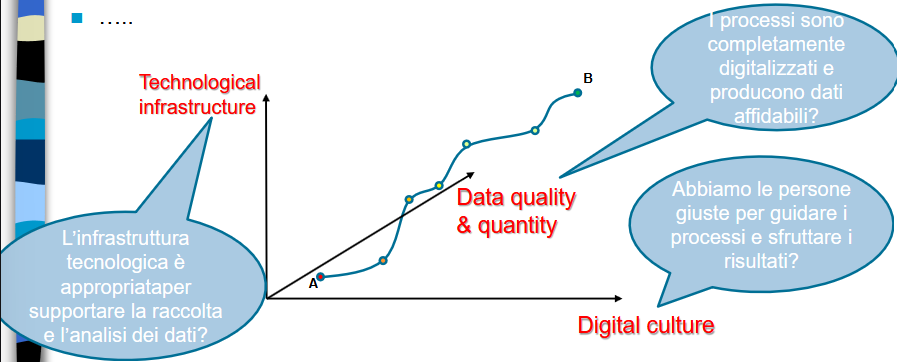 .....
Technological
infrastructure
B
I processi sono
completamente
digitalizzati e
producono dati
affidabili?
Data quality
& quantity
Abbiamo le persone
giuste per guidare i
processi e sfruttare i
risultati?
L'infrastruttura
tecnologica è
appropriataper
supportare la raccolta
e l'analisi dei dati?
A
Digital culture